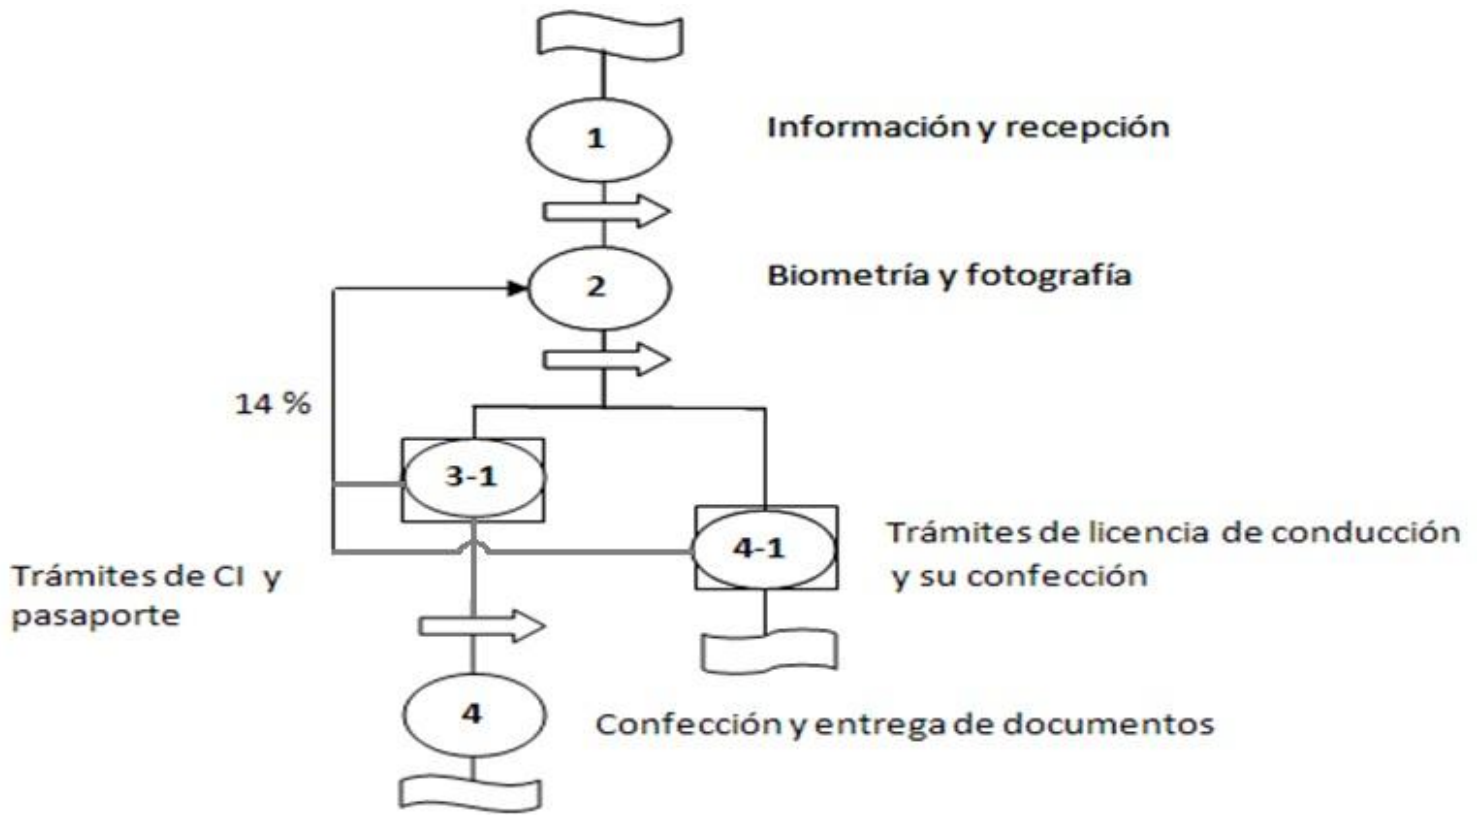 1
Información y recepción
2
Biometría y fotografía
14 %
3-1
4-1
Trámites de licencia de conducción
y su confección
Trámites de CI y
pasaporte
4
Confección y entrega de documentos